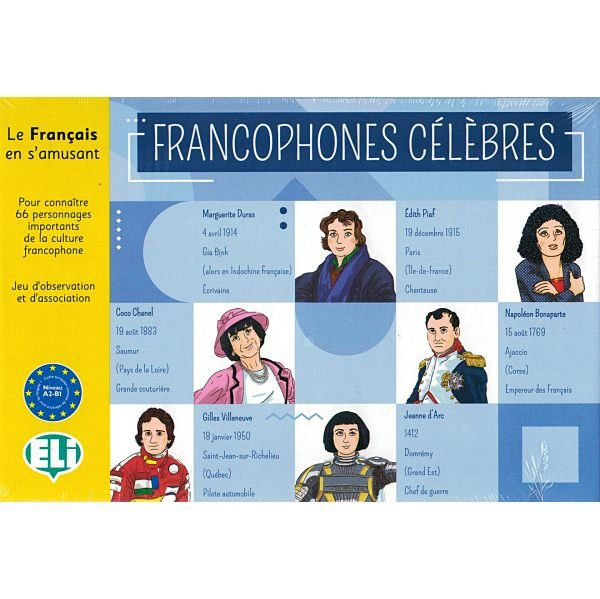 Le Français
en s'amusant
Pour connaître
66 personnages
importants
de la culture
francophone
Jeu d'observation
et d'association
Niveau
A2-B1
ELI
FRANCOPHONES CÉLÈBRES
Marguerite Duras
4 avril 1914
Gia Định
(alors en Indochine française)
Écrivaine
Édith Piaf
19 décembre 1915
Paris
(Île-de-France)
Chanteuse
Coco Chanel
19 août 1883
Saumur
(Pays de la Loire)
Grande couturière
Napoléon Bonaparte
15 août 1769
Ajaccio
(Corse)
Empereur des Français
Gilles Villeneuve
18 janvier 1950
Saint-Jean-sur-Richelieu
(Québec)
Pilote automobile
Jeanne d'Arc
1412
Domrémy
(Grand Est)
Chef de guerre